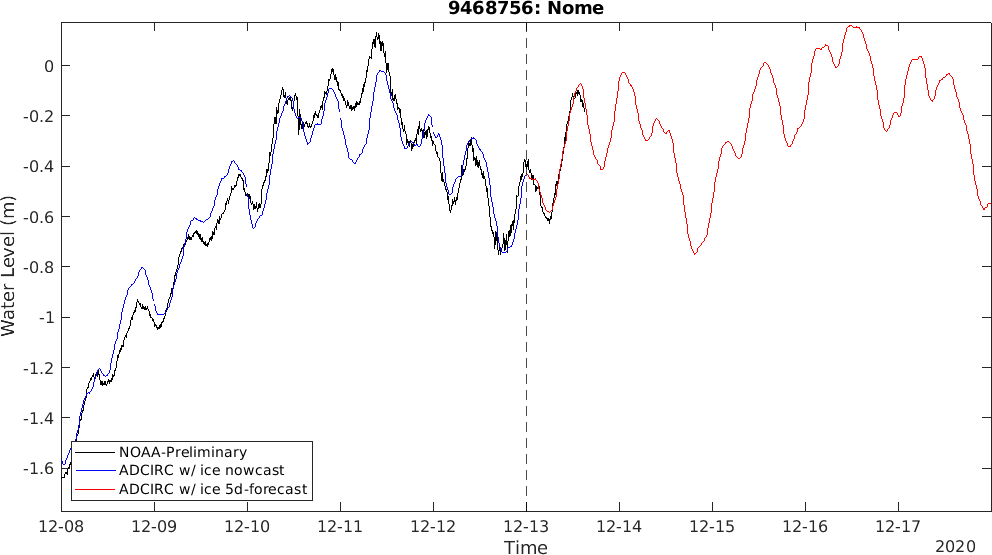 9468756: Nome
Water Level (m)
0
-0.2
-0.4
-0.6
-0.8
-1
-1.2
-1.4
-1.6
NOAA-Preliminary
ADCIRC w/ ice nowcast
ADCIRC w/ ice 5d-forecast
12-08 12-09 12-10 12-11 12-12 12-13 12-14 12-15 12-16 12-17
Time
2020